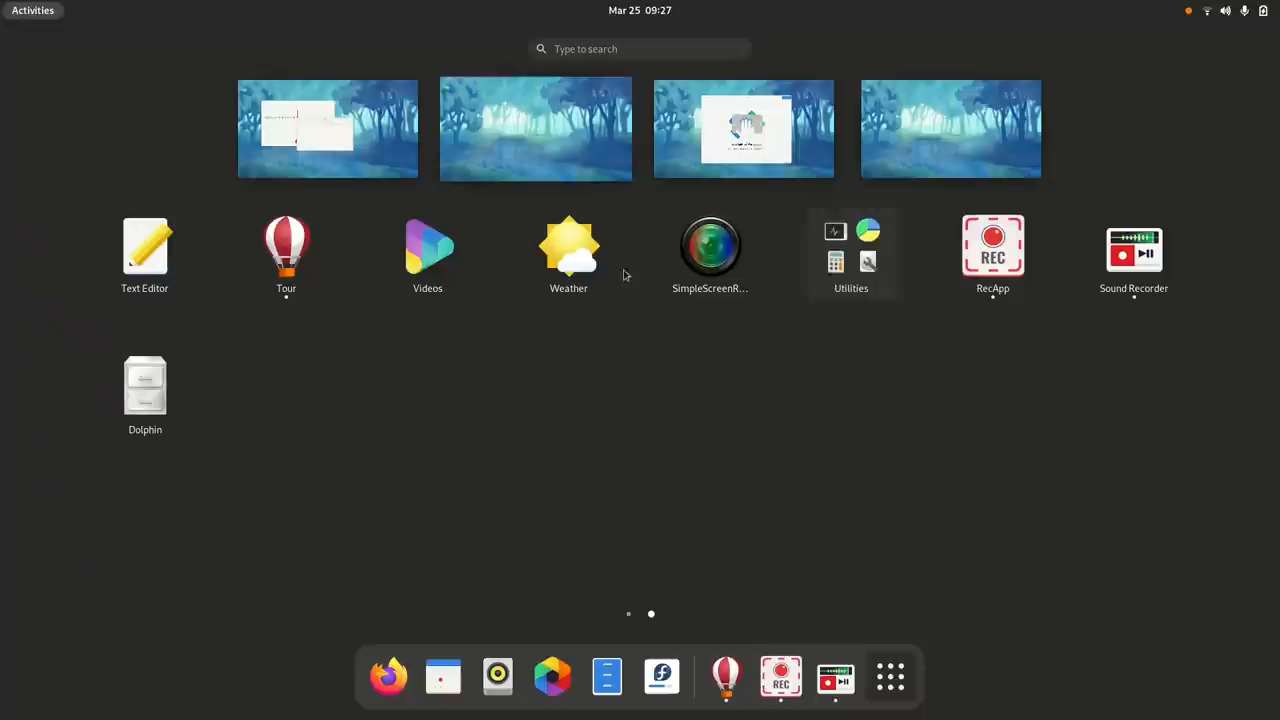 Activities
Mar 25 09:27
Type to search
Text Editor
Tour
Videos
Weather
SimpleScreenR...
Utilities
REC
RecApp
Sound Recorder
Dolphin
REC